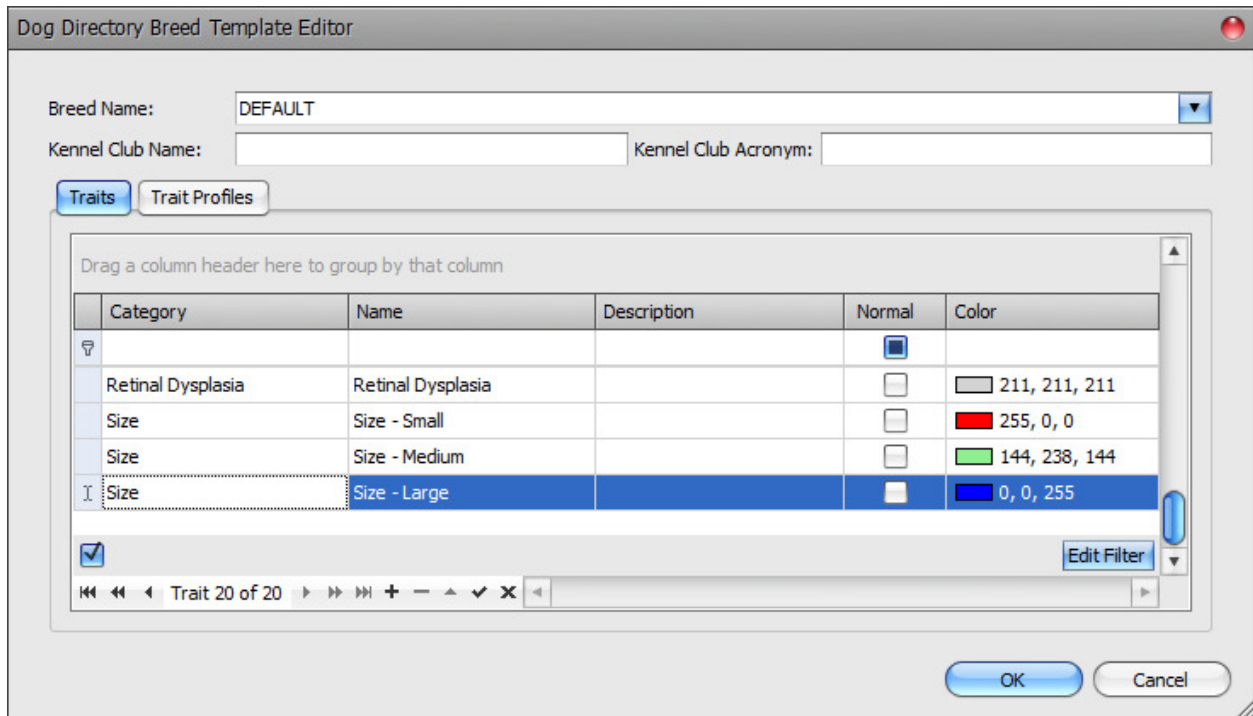 Dog Directory Breed Template Editor
Breed Name: DEFAULT
Kennel Club Name: Kennel Club Acronym:
Traits Trait Profiles
Drag a column header here to group by that column
Category Name Description Normal Color
Retinal Dysplasia Retinal Dysplasia 211, 211, 211
Size Size - Small 255, 0, 0
Size Size - Medium 144, 238, 144
Size Size - Large 0, 0, 255
Edit Filter
Trait 20 of 20
OK Cancel